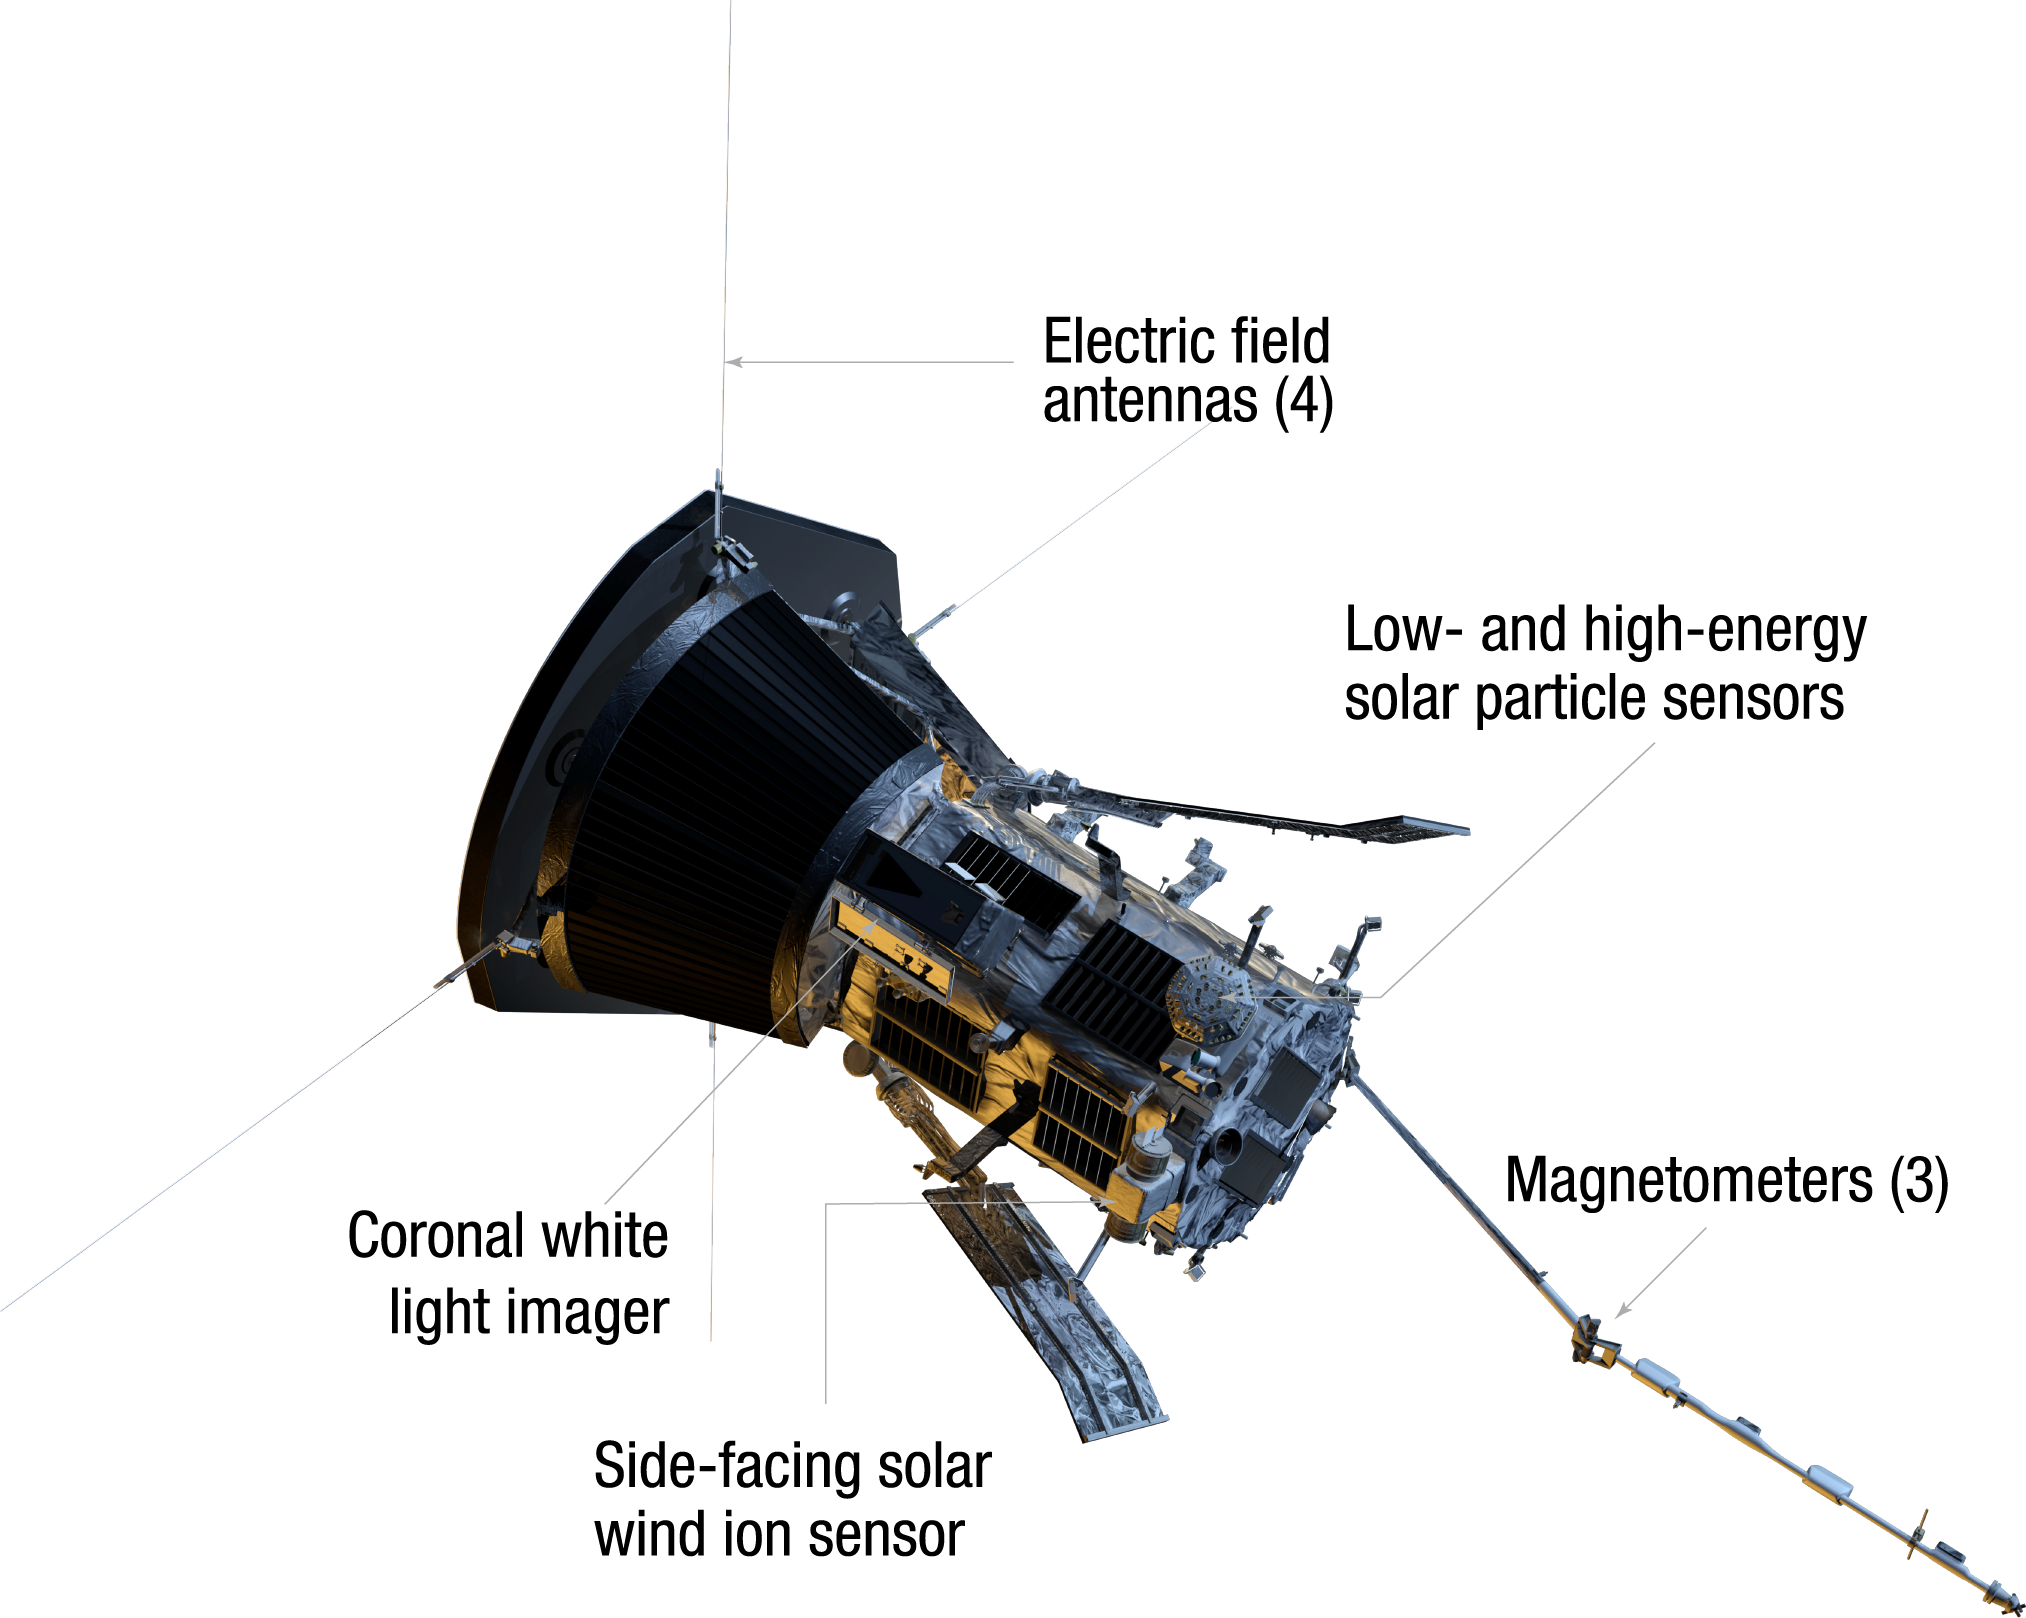 Electric field
antennas (4)
Low- and high-energy
solar particle sensors
Magnetometers (3)
Coronal white
light imager
Side-facing solar
wind ion sensor